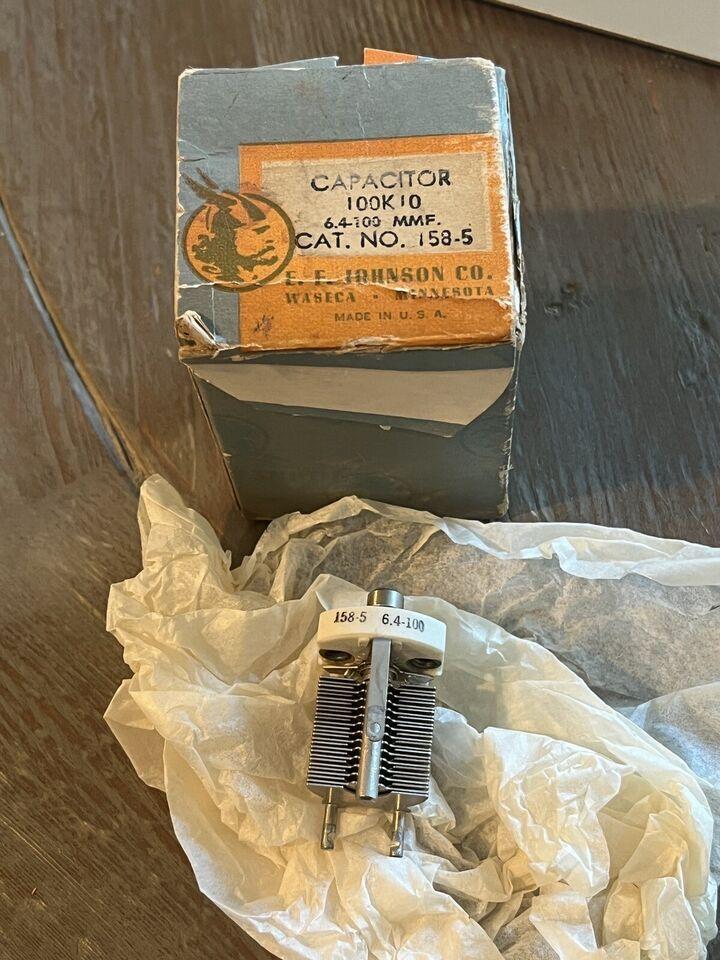 CAPACITOR
100K10
6.4-100 MMF.
CAT. NO. 158-5
E. F. JOHNSON CO.
WASECA • MINNESOTA
MADE IN U. S. A.
158-5 6.4-100